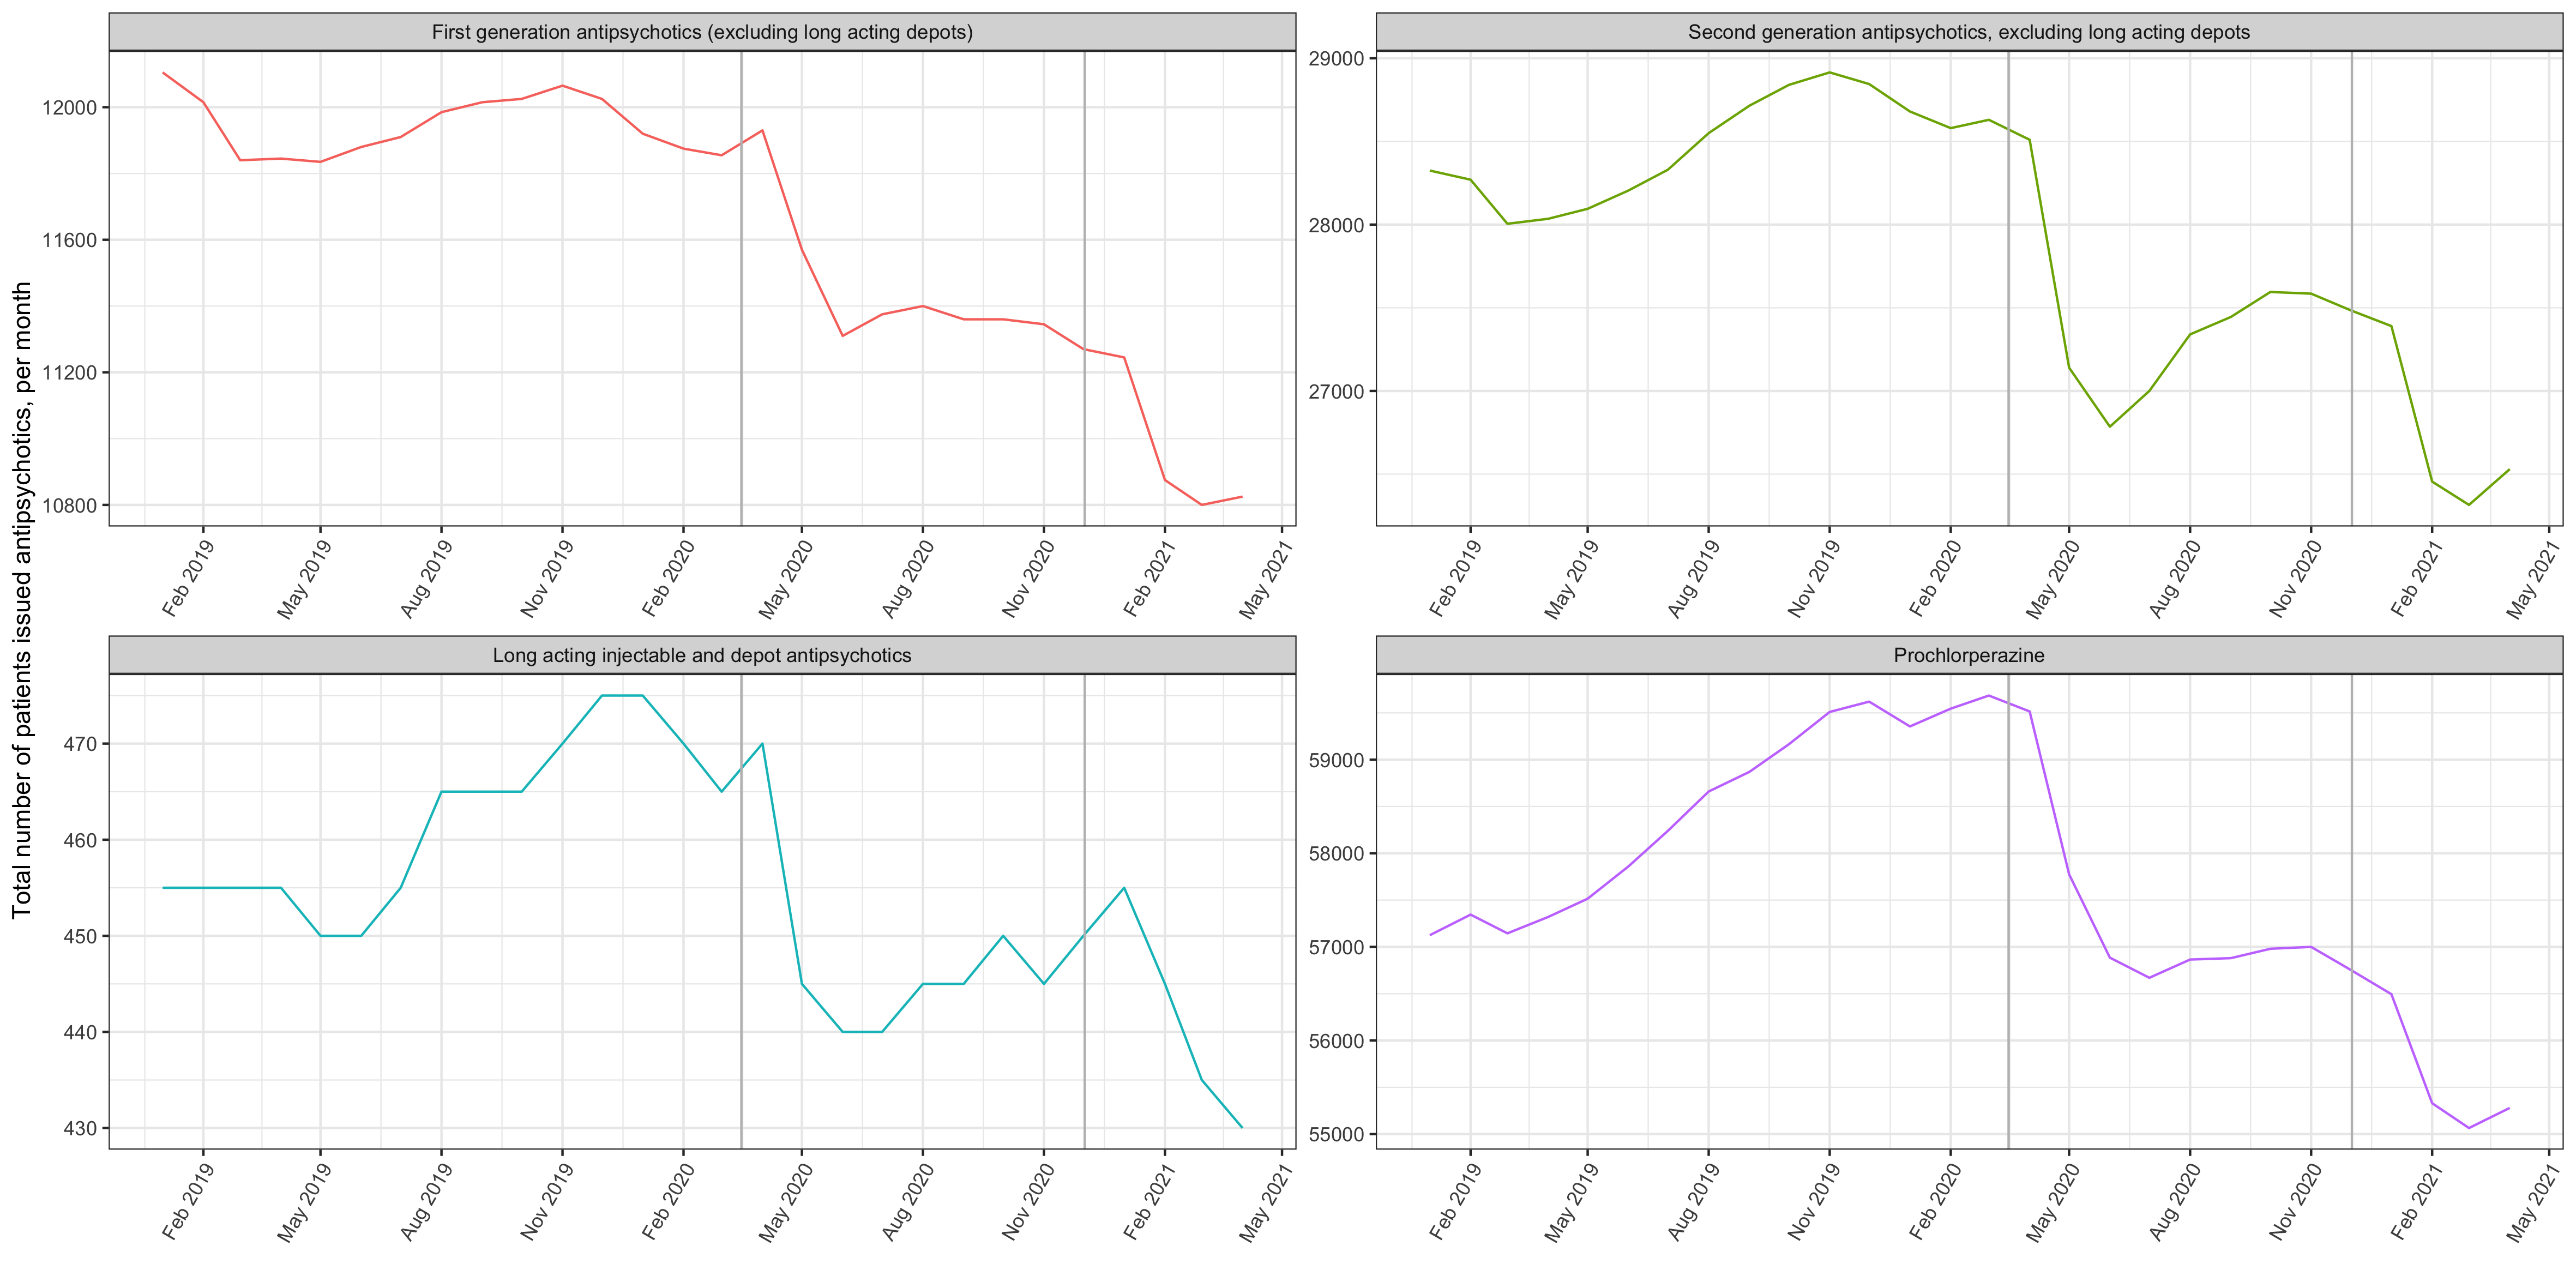 Total number of patients issued antipsychotics, per month
First generation antipsychotics (excluding long acting depots)
12000
11600
11200
10800
Feb 2019
May 2019
Aug 2019
Nov 2019
Feb 2020
May 2020
Aug 2020
Nov 2020
Feb 2021
May 2021
Second generation antipsychotics, excluding long acting depots
29000
28000
27000
Feb 2019
May 2019
Aug 2019
Nov 2019
Feb 2020
May 2020
Aug 2020
Nov 2020
Feb 2021
May 2021
Long acting injectable and depot antipsychotics
470
460
450
440
430
Feb 2019
May 2019
Aug 2019
Nov 2019
Feb 2020
May 2020
Aug 2020
Nov 2020
Feb 2021
May 2021
Prochlorperazine
59000
58000
57000
56000
55000
Feb 2019
May 2019
Aug 2019
Nov 2019
Feb 2020
May 2020
Aug 2020
Nov 2020
Feb 2021
May 2021